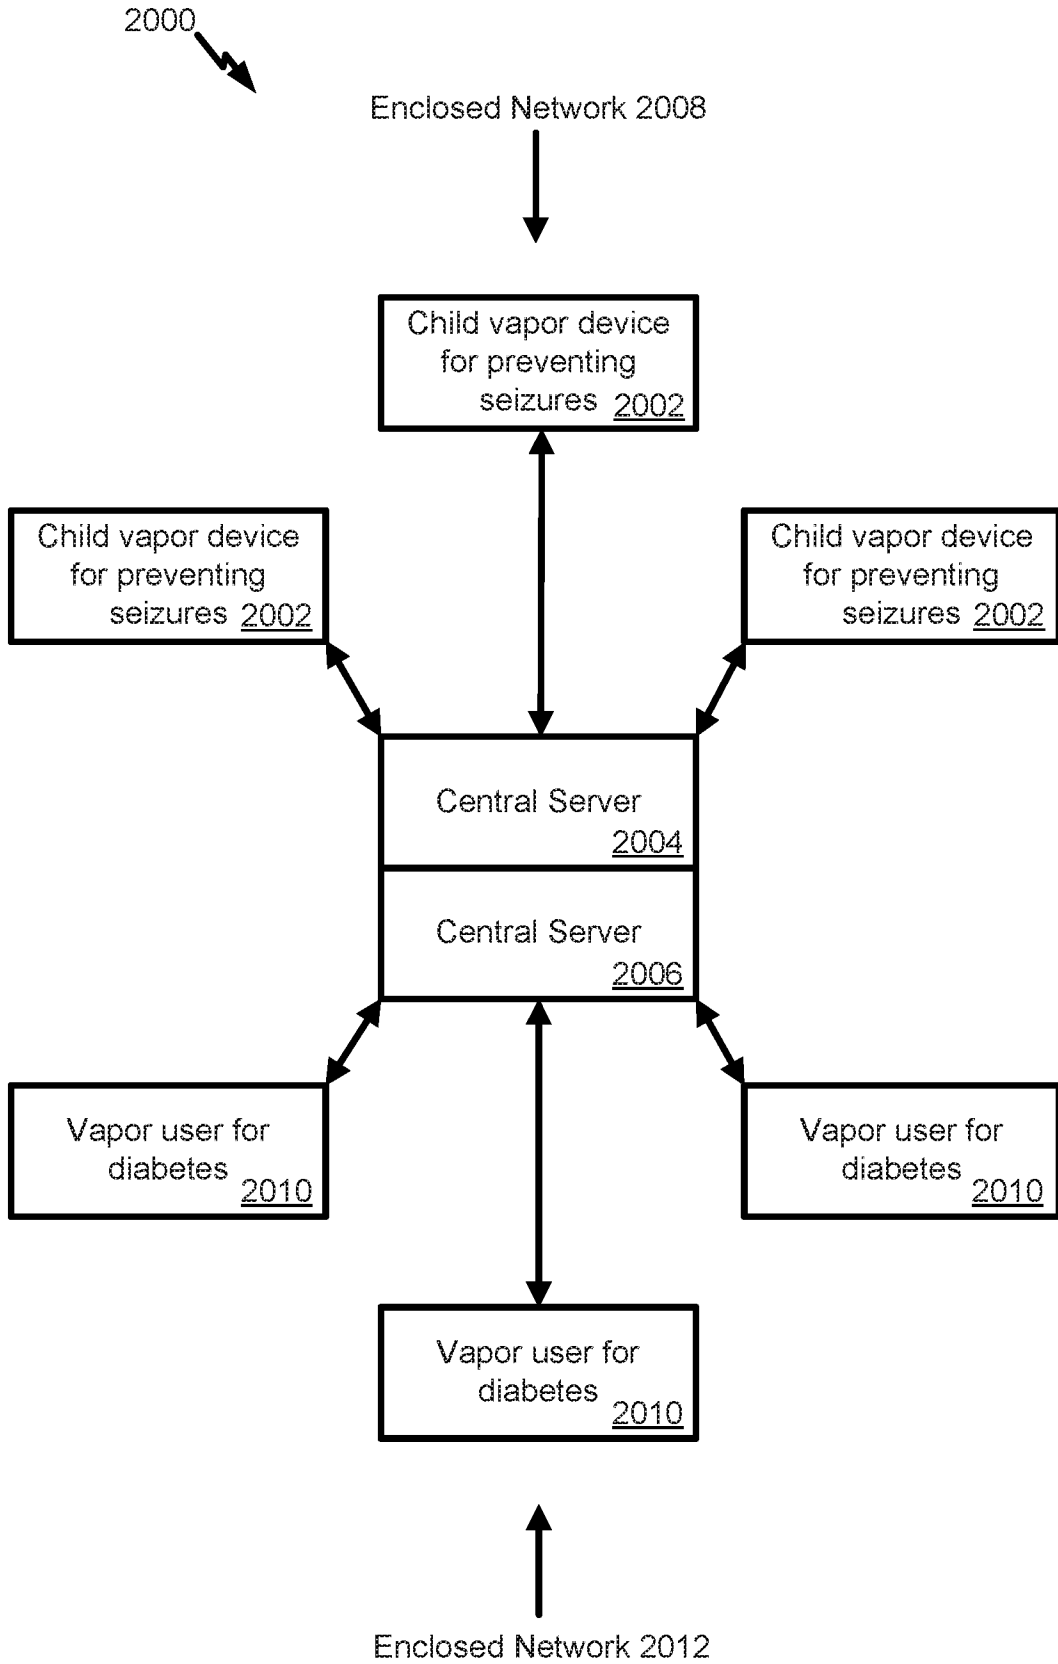 2000
Enclosed Network 2008
Child vapor device
for preventing
seizures 2002
Child vapor device
for preventing
seizures 2002
Child vapor device
for preventing
seizures 2002
Central Server
2004
Central Server
2006
Vapor user for
diabetes
2010
Vapor user for
diabetes
2010
Vapor user for
diabetes
2010
Enclosed Network 2012